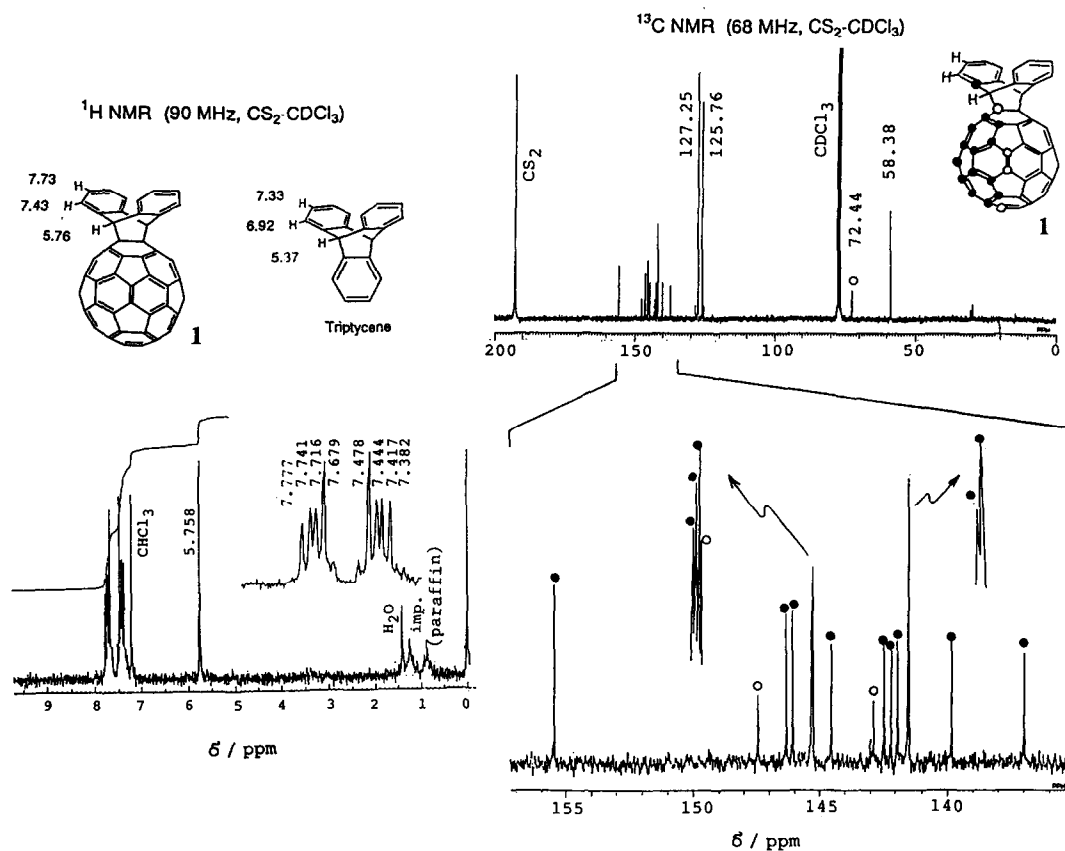 ¹³C NMR (68 MHz, CS₂-CDCl₃)
¹H NMR (90 MHz, CS₂-CDCl₃)
7.73
H
7.43
H
5.76
H
1
7.33
6.92
H
5.37
Triptycene
CS₂
127.25
125.76
CDCl₃
72.44
58.38
H
H
H
1
200
150
100
50
PPM
0
CHCl₃
5.758
7.777
7.741
7.716
7.679
7.478
7.444
7.417
7.382
H₂O
imp.
(paraffin)
9 8 7 6 5 4 3 2 1 0
δ / ppm
155
150
145
140
PPM
δ / ppm